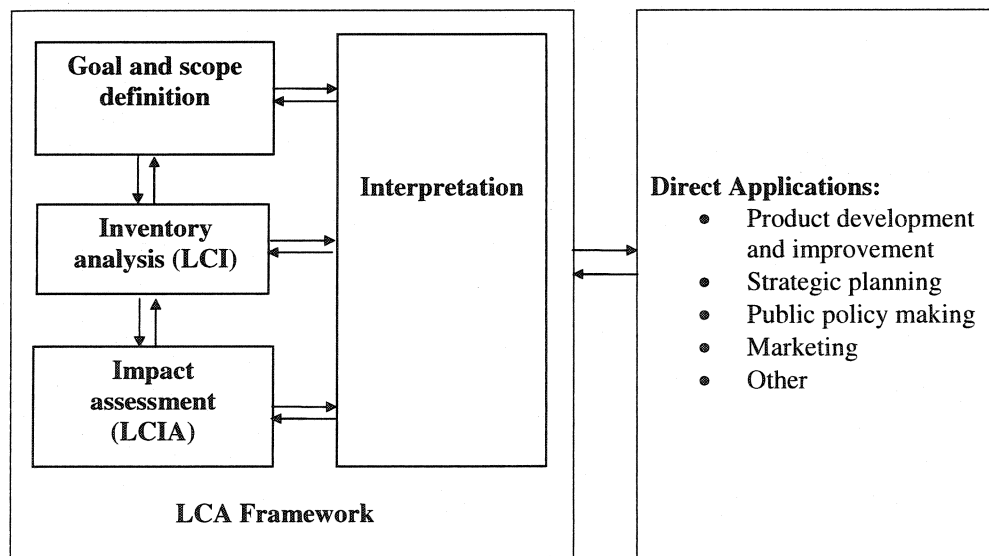 Goal and scope
definition
Inventory
analysis (LCI)
Impact
assessment
(LCIA)
Interpretation
LCA Framework
Direct Applications:
• Product development
and improvement
• Strategic planning
• Public policy making
• Marketing
• Other